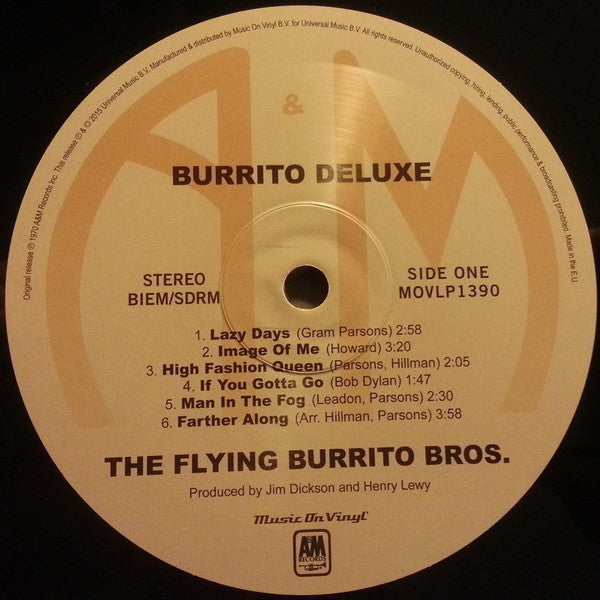 Original release ℗ 1970 A&M Records Inc. This release ℗ & © 2015 Universal Music B.V. Manufactured & distributed by Music On Vinyl B.V. for Universal Music B.V. All rights reserved. Unauthorized copying, hiring, lending, public performance & broadcasting prohibited. Made in the E.U.
A & M
BURRITO DELUXE
STEREO
BIEM/SDRM
SIDE ONE
MOVLP1390
1. Lazy Days (Gram Parsons) 2:58
2. Image Of Me (Howard) 3:20
3. High Fashion Queen (Parsons, Hillman) 2:05
4. If You Gotta Go (Bob Dylan) 1:47
5. Man In The Fog (Leadon, Parsons) 2:30
6. Farther Along (Arr. Hillman, Parsons) 3:58
THE FLYING BURRITO BROS.
Produced by Jim Dickson and Henry Lewy
Music On Vinyl
A&M
RECORDS